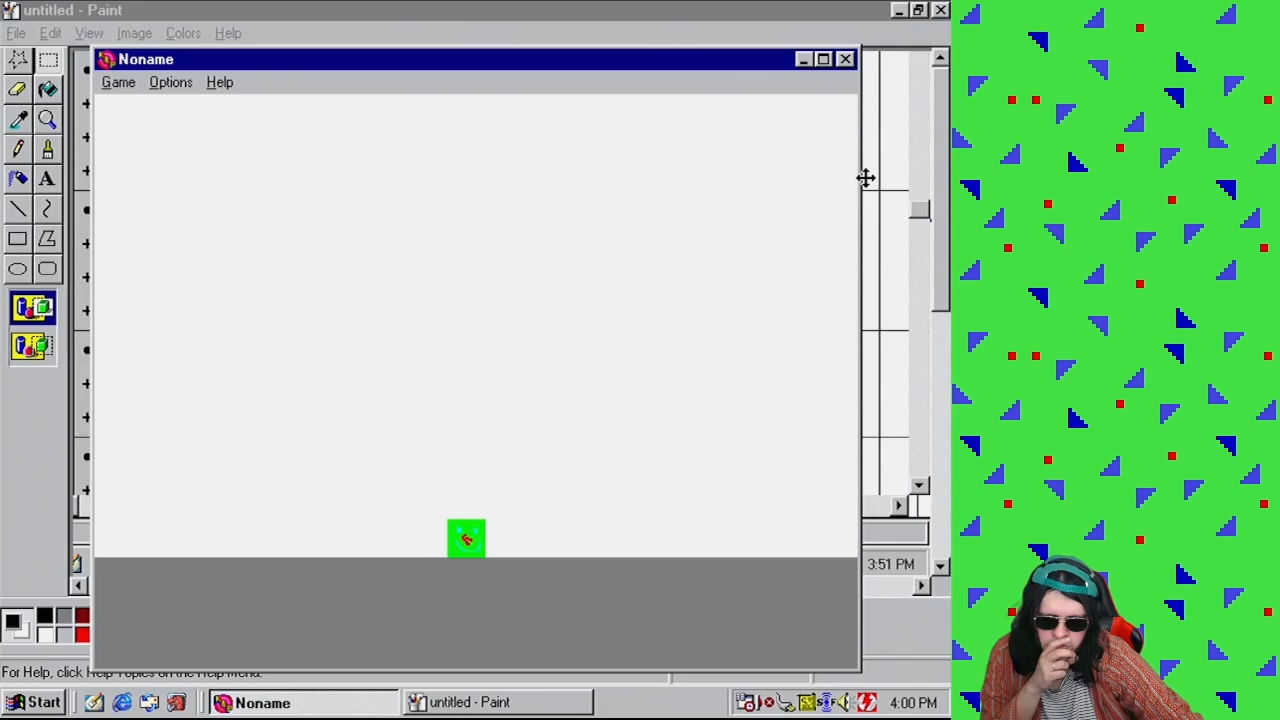 untitled - Paint
File Edit View Image Colors Help
Noname
Game Options Help
A
3:51 PM
For Help, click Help Topics on the Help Menu.
Start
Noname
untitled - Paint
4:00 PM